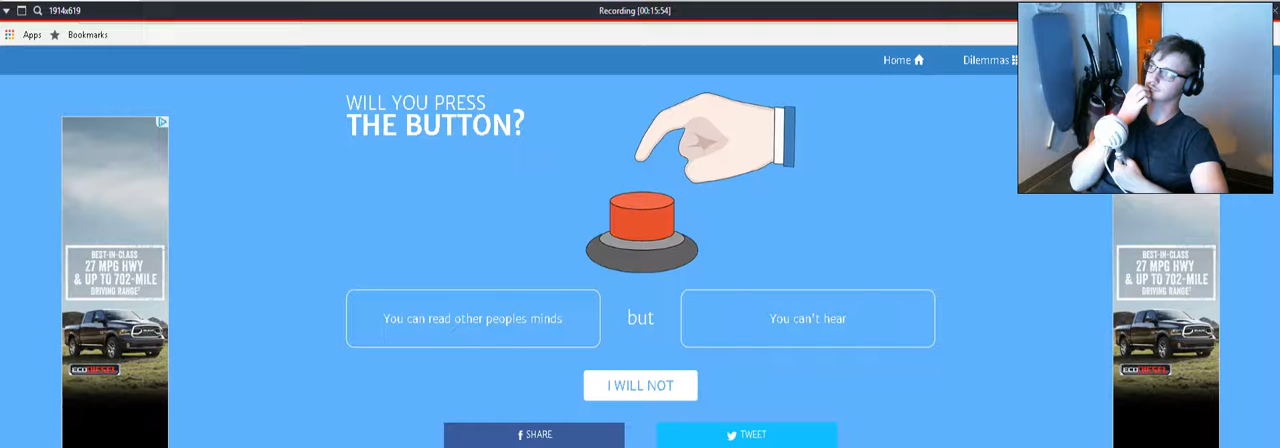 1914x619
Recording [00:15:54]
Apps
Bookmarks
Home
Dilemmas
WILL YOU PRESS
THE BUTTON?
BEST-IN-CLASS
27 MPG HWY
& UP TO 702-MILE
DRIVING RANGE
ECODIESEL
You can read other peoples minds
but
You can't hear
BEST-IN-CLASS
27 MPG HWY
& UP TO 702-MILE
DRIVING RANGE
ECODIESEL
I WILL NOT
f SHARE
TWEET